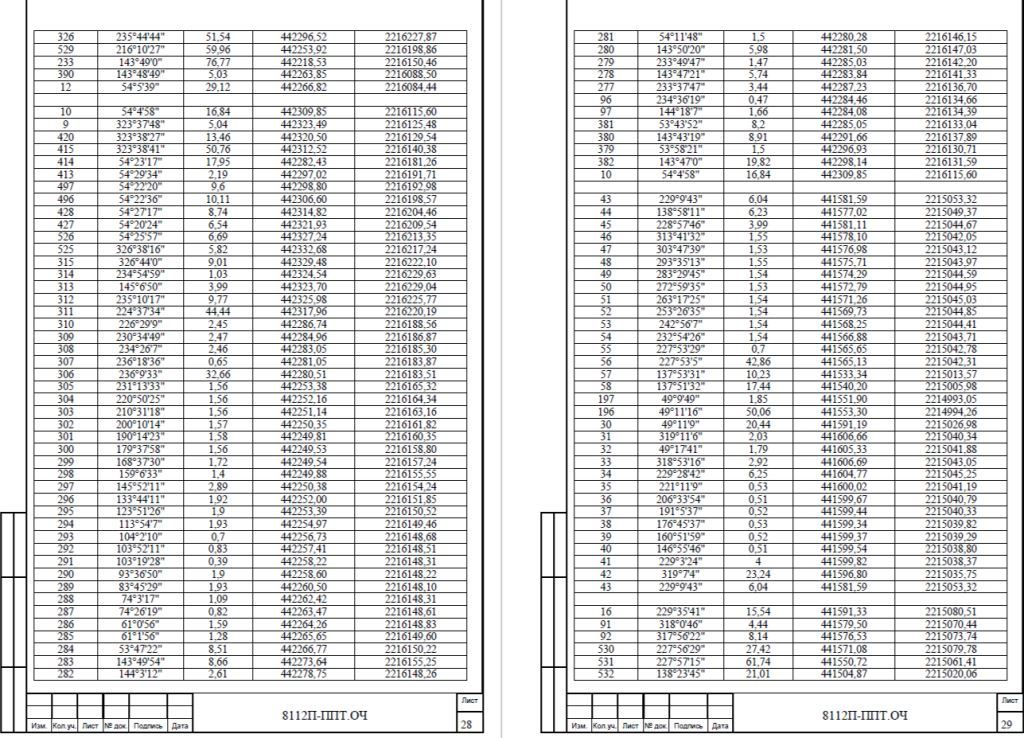 326 235°44'44" 51,54 442296,52 2216227,87
529 216°10'27" 59,96 442253,92 2216198,86
233 143°49'0" 76,77 442218,53 2216150,46
390 143°48'49" 5,03 442263,85 2216088,50
12 54°5'39" 29,12 442266,82 2216084,44
10 54°4'58" 16,84 442309,85 2216115,60
9 323°37'48" 5,04 442323,49 2216125,48
420 323°38'27" 13,46 442320,50 2216129,54
415 323°38'41" 50,76 442312,52 2216140,38
414 54°23'17" 17,95 442282,43 2216181,26
413 54°29'34" 2,19 442297,02 2216191,71
497 54°22'20" 9,6 442298,80 2216192,98
496 54°22'36" 10,11 442306,60 2216198,57
428 54°27'17" 8,74 442314,82 2216204,46
427 54°20'24" 6,54 442321,93 2216209,54
526 54°25'57" 6,69 442327,24 2216213,35
525 326°38'16" 5,82 442332,68 2216217,24
315 326°44'0" 9,01 442329,48 2216222,10
314 234°54'59" 1,03 442324,54 2216229,63
313 145°6'50" 3,99 442323,70 2216229,04
312 235°10'17" 9,77 442325,98 2216225,77
311 224°37'34" 44,44 442317,96 2216220,19
310 226°29'9" 2,45 442286,74 2216188,56
309 230°34'49" 2,47 442284,96 2216186,87
308 234°26'7" 2,46 442283,05 2216185,30
307 236°18'36" 0,65 442281,05 2216183,87
306 236°9'33" 32,66 442280,51 2216183,51
305 231°13'33" 1,56 442253,38 2216165,32
304 220°50'25" 1,56 442252,16 2216164,34
303 210°31'18" 1,56 442251,14 2216163,16
302 200°10'14" 1,57 442250,35 2216161,82
301 190°14'23" 1,58 442249,81 2216160,35
300 179°37'58" 1,56 442249,53 2216158,80
299 168°37'30" 1,72 442249,54 2216157,24
298 159°6'33" 1,4 442249,88 2216155,55
297 145°52'11" 2,89 442250,38 2216154,24
296 133°44'11" 1,92 442252,00 2216151,85
295 123°51'26" 1,9 442253,39 2216150,52
294 113°54'7" 1,93 442254,97 2216149,46
293 104°2'10" 0,7 442256,73 2216148,68
292 103°52'11" 0,83 442257,41 2216148,51
291 103°19'28" 0,39 442258,22 2216148,31
290 93°36'50" 1,9 442258,60 2216148,22
289 83°45'29" 1,93 442260,50 2216148,10
288 74°3'17" 1,09 442262,42 2216148,31
287 74°26'19" 0,82 442263,47 2216148,61
286 61°0'56" 1,59 442264,26 2216148,83
285 61°1'56" 1,28 442265,65 2216149,60
284 53°47'22" 8,51 442266,77 2216150,22
283 143°49'54" 8,66 442273,64 2216155,25
282 144°3'12" 2,61 442278,75 2216148,26
Изм. Кол.уч. Лист № док. Подпись Дата
8112П-ППТ.ОЧ
Лист
28
281 54°11'48" 1,5 442280,28 2216146,15
280 143°50'20" 5,98 442281,50 2216147,03
279 233°49'47" 1,47 442285,03 2216142,20
278 143°47'21" 5,74 442283,84 2216141,33
277 233°37'47" 3,44 442287,23 2216136,70
96 234°36'19" 0,47 442284,46 2216134,66
97 144°18'7" 1,66 442284,08 2216134,39
381 53°43'52" 8,2 442285,05 2216133,04
380 143°43'19" 8,91 442291,66 2216137,89
379 53°58'21" 1,5 442296,93 2216130,71
382 143°47'0" 19,82 442298,14 2216131,59
10 54°4'58" 16,84 442309,85 2216115,60
43 229°9'43" 6,04 441581,59 2215053,32
44 138°58'11" 6,23 441577,02 2215049,37
45 228°57'46" 3,99 441581,11 2215044,67
46 313°41'32" 1,55 441578,10 2215042,05
47 303°47'39" 1,53 441576,98 2215043,12
48 293°35'13" 1,55 441575,71 2215043,97
49 283°29'45" 1,54 441574,29 2215044,59
50 272°59'35" 1,53 441572,79 2215044,95
51 263°17'25" 1,54 441571,26 2215045,03
52 253°26'35" 1,54 441569,73 2215044,85
53 242°56'7" 1,54 441568,25 2215044,41
54 232°54'26" 1,54 441566,88 2215043,71
55 227°53'29" 0,7 441565,65 2215042,78
56 227°53'5" 42,86 441565,13 2215042,31
57 137°53'31" 10,23 441533,34 2215013,57
58 137°51'32" 17,44 441540,20 2215005,98
197 49°9'49" 1,85 441551,90 2214993,05
196 49°11'16" 50,06 441553,30 2214994,26
30 49°11'9" 20,44 441591,19 2215026,98
31 319°11'6" 2,03 441606,66 2215040,34
32 49°17'41" 1,79 441605,33 2215041,88
33 318°53'16" 2,92 441606,69 2215043,05
34 229°28'42" 6,25 441604,77 2215045,25
35 221°11'9" 0,53 441600,02 2215041,19
36 206°33'54" 0,51 441599,67 2215040,79
37 191°5'37" 0,52 441599,44 2215040,33
38 176°45'37" 0,53 441599,34 2215039,82
39 160°51'59" 0,52 441599,37 2215039,29
40 146°55'46" 0,51 441599,54 2215038,80
41 229°3'24" 4 441599,82 2215038,37
42 319°7'4" 23,24 441596,80 2215035,75
43 229°9'43" 6,04 441581,59 2215053,32
16 229°35'41" 15,54 441591,33 2215080,51
91 318°0'46" 4,44 441579,50 2215070,44
92 317°56'22" 8,14 441576,53 2215073,74
530 227°56'29" 27,42 441571,08 2215079,78
531 227°57'15" 61,74 441550,72 2215061,41
532 138°23'45" 21,01 441504,87 2215020,06
Изм. Кол.уч. Лист № док. Подпись Дата
8112П-ППТ.ОЧ
Лист
29